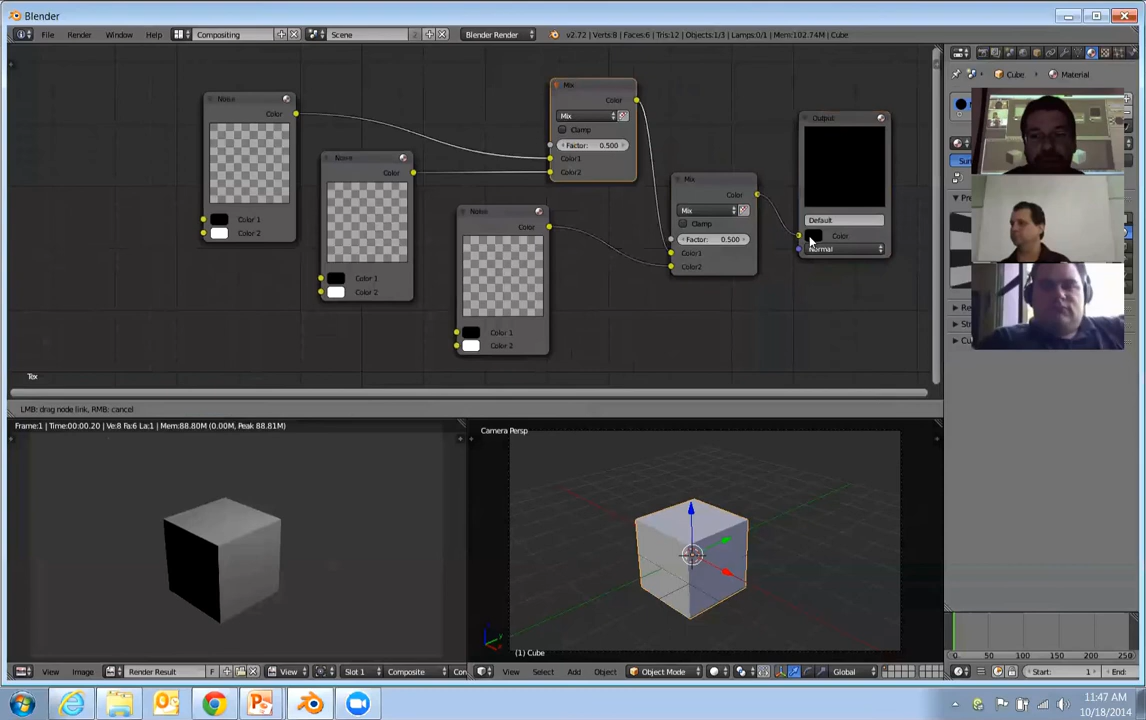 Blender
File Render Window Help Compositing Scene 2 Blender Render v2.72 | Verts:8 | Faces:6 | Tris:12 | Objects:1/3 | Lamps:0/1 | Mem:102.74M | Cube
Cube Material
Noise
Color
Color 1
Color 2
Noise
Color
Color 1
Color 2
Noise
Color
Color 1
Color 2
Mix
Color
Mix
Clamp
Factor: 0.500
Color1
Color2
Mix
Color
Mix
Clamp
Factor: 0.500
Color1
Color2
Output
Default
Color
Normal
Tex
LMB: drag node link, RMB: cancel
Frame:1 | Time:00:00.20 | Ve:8 Fa:6 La:1 | Mem:88.80M (0.00M, Peak 88.81M)
Camera Persp
(1) Cube
View Image Render Result F View Slot 1 Composite
View Select Add Object Object Mode Global
0 50 100 150 200 250
Start: 1 End:
11:47 AM
10/18/2014